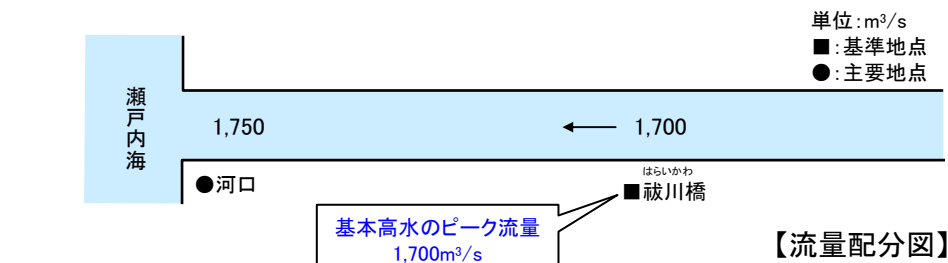 単位:m³/s
■:基準地点
●:主要地点
瀬戸内海
1,750
← 1,700
●河口
はらいかわ
■祓川橋
基本高水のピーク流量
1,700m³/s
【流量配分図】